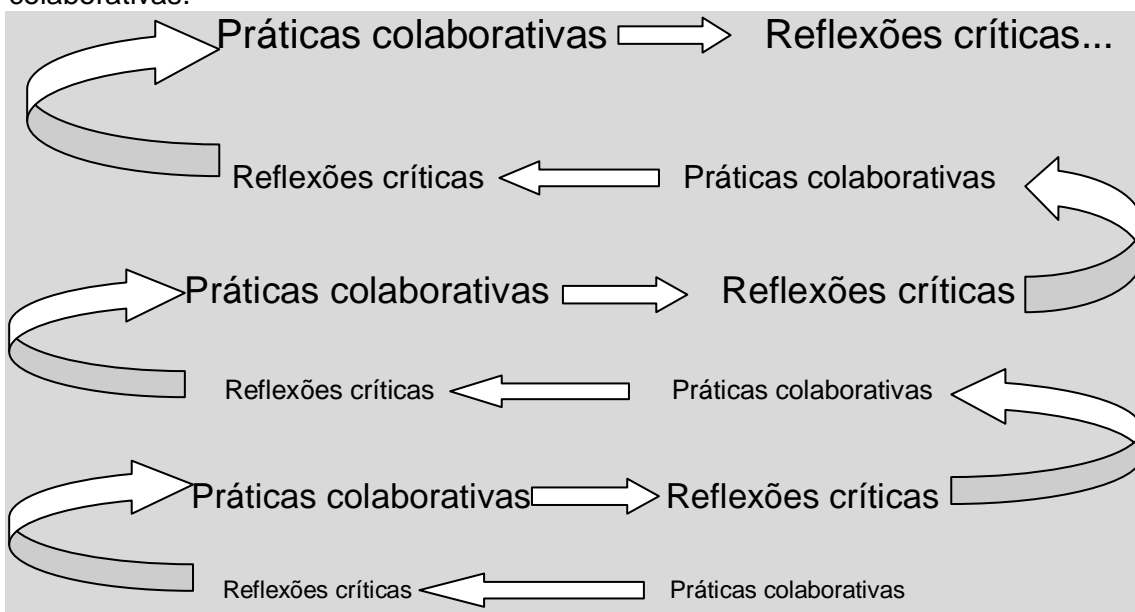 colaborativas.
Práticas colaborativas Reflexões críticas...
Reflexões críticas Práticas colaborativas
Práticas colaborativas Reflexões críticas
Reflexões críticas Práticas colaborativas
Práticas colaborativas Reflexões críticas
Reflexões críticas Práticas colaborativas